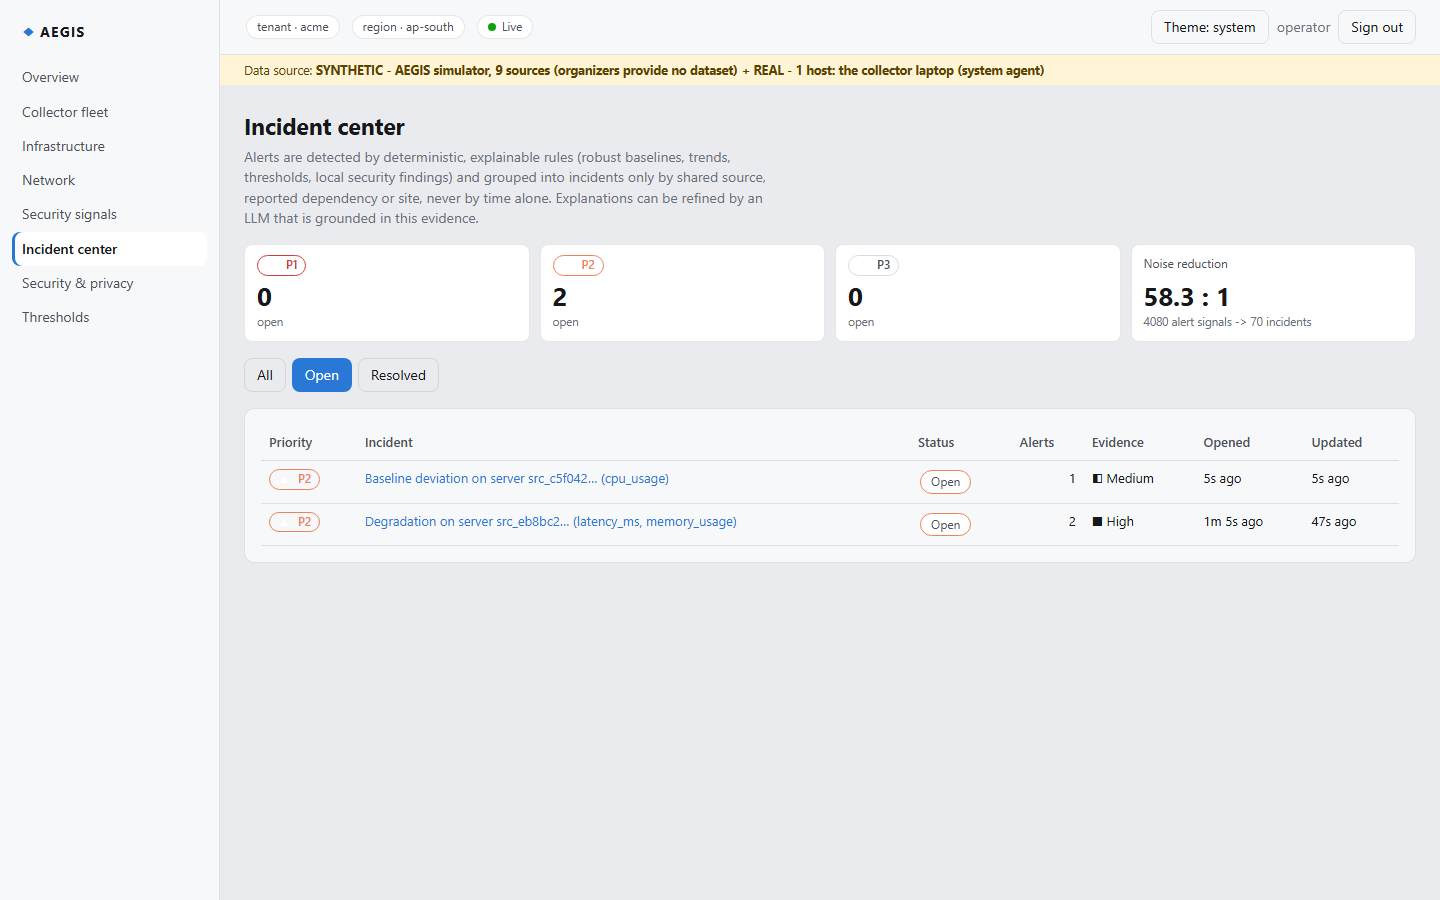 AEGIS
Overview
Collector fleet
Infrastructure
Network
Security signals
Incident center
Security & privacy
Thresholds
tenant · acme
region · ap-south
Live
Theme: system
operator
Sign out
Data source: SYNTHETIC - AEGIS simulator, 9 sources (organizers provide no dataset) + REAL - 1 host: the collector laptop (system agent)
Incident center
Alerts are detected by deterministic, explainable rules (robust baselines, trends,
thresholds, local security findings) and grouped into incidents only by shared source,
reported dependency or site, never by time alone. Explanations can be refined by an
LLM that is grounded in this evidence.
P1
0
open
P2
2
open
P3
0
open
Noise reduction
58.3 : 1
4080 alert signals -> 70 incidents
All
Open
Resolved
Priority Incident Status Alerts Evidence Opened Updated
P2 Baseline deviation on server src_c5f042... (cpu_usage) Open 1 Medium 5s ago 5s ago
P2 Degradation on server src_eb8bc2... (latency_ms, memory_usage) Open 2 High 1m 5s ago 47s ago